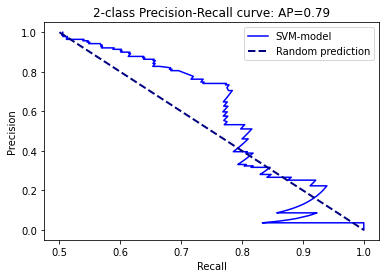 2-class Precision-Recall curve: AP=0.79
SVM-model
Random prediction
Precision
1.0
0.8
0.6
0.4
0.2
0.0
0.5 0.6 0.7 0.8 0.9 1.0
Recall